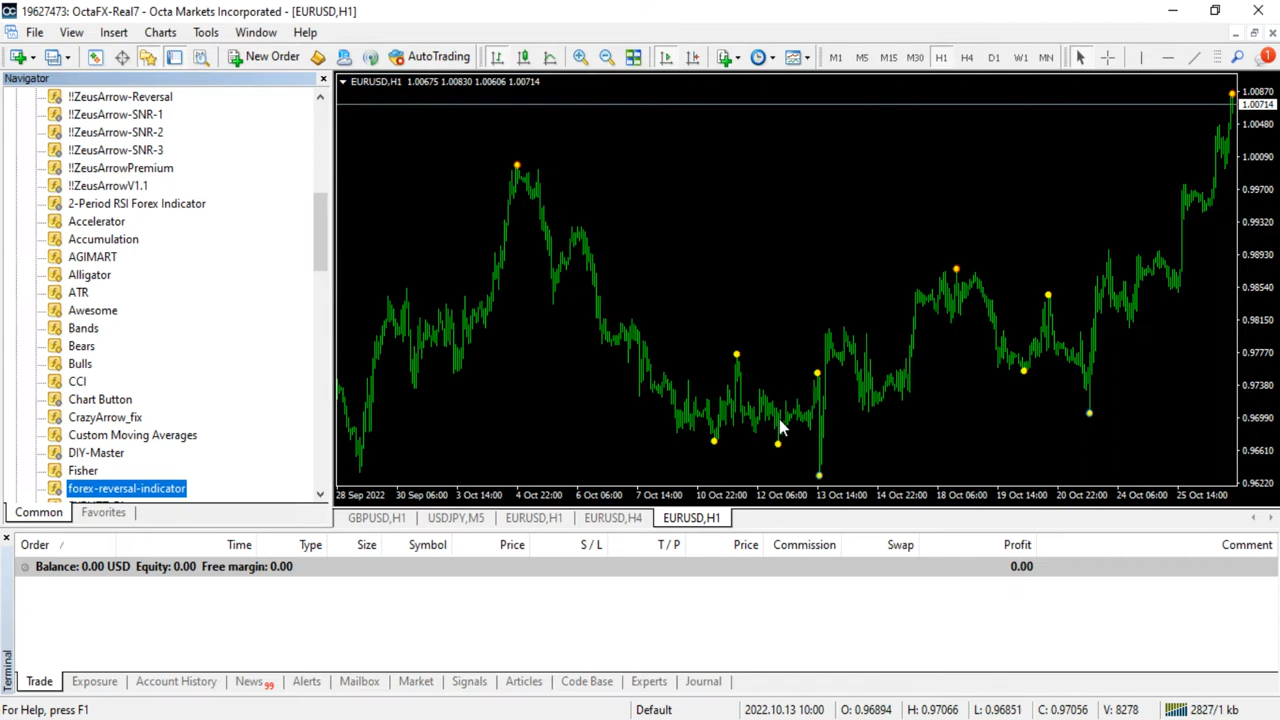 19627473: OctaFX-Real7 - Octa Markets Incorporated - [EURUSD,H1]
File View Insert Charts Tools Window Help
New Order AutoTrading M1 M5 M15 M30 H1 H4 D1 W1 MN 1
Navigator
!!ZeusArrow-Reversal
!!ZeusArrow-SNR-1
!!ZeusArrow-SNR-2
!!ZeusArrow-SNR-3
!!ZeusArrowPremium
!!ZeusArrowV1.1
2-Period RSI Forex Indicator
Accelerator
Accumulation
AGIMART
Alligator
ATR
Awesome
Bands
Bears
Bulls
CCI
Chart Button
CrazyArrow_fix
Custom Moving Averages
DIY-Master
Fisher
forex-reversal-indicator
Common Favorites
EURUSD,H1 1.00675 1.00830 1.00606 1.00714
1.00870
1.00714
1.00480
1.00090
0.99700
0.99320
0.98930
0.98540
0.98150
0.97770
0.97380
0.96990
0.96610
0.96220
28 Sep 2022 30 Sep 06:00 3 Oct 14:00 4 Oct 22:00 6 Oct 06:00 7 Oct 14:00 10 Oct 22:00 12 Oct 06:00 13 Oct 14:00 14 Oct 22:00 18 Oct 06:00 19 Oct 14:00 20 Oct 22:00 24 Oct 06:00 25 Oct 14:00
GBPUSD,H1 USDJPY,M5 EURUSD,H1 EURUSD,H4 EURUSD,H1
Order / Time Type Size Symbol Price S / L T / P Price Commission Swap Profit Comment
Balance: 0.00 USD Equity: 0.00 Free margin: 0.00 0.00
Terminal
Trade Exposure Account History News 99 Alerts Mailbox Market Signals Articles Code Base Experts Journal
For Help, press F1 Default 2022.10.13 10:00 O: 0.96894 H: 0.97066 L: 0.96851 C: 0.97056 V: 8278 2827/1 kb